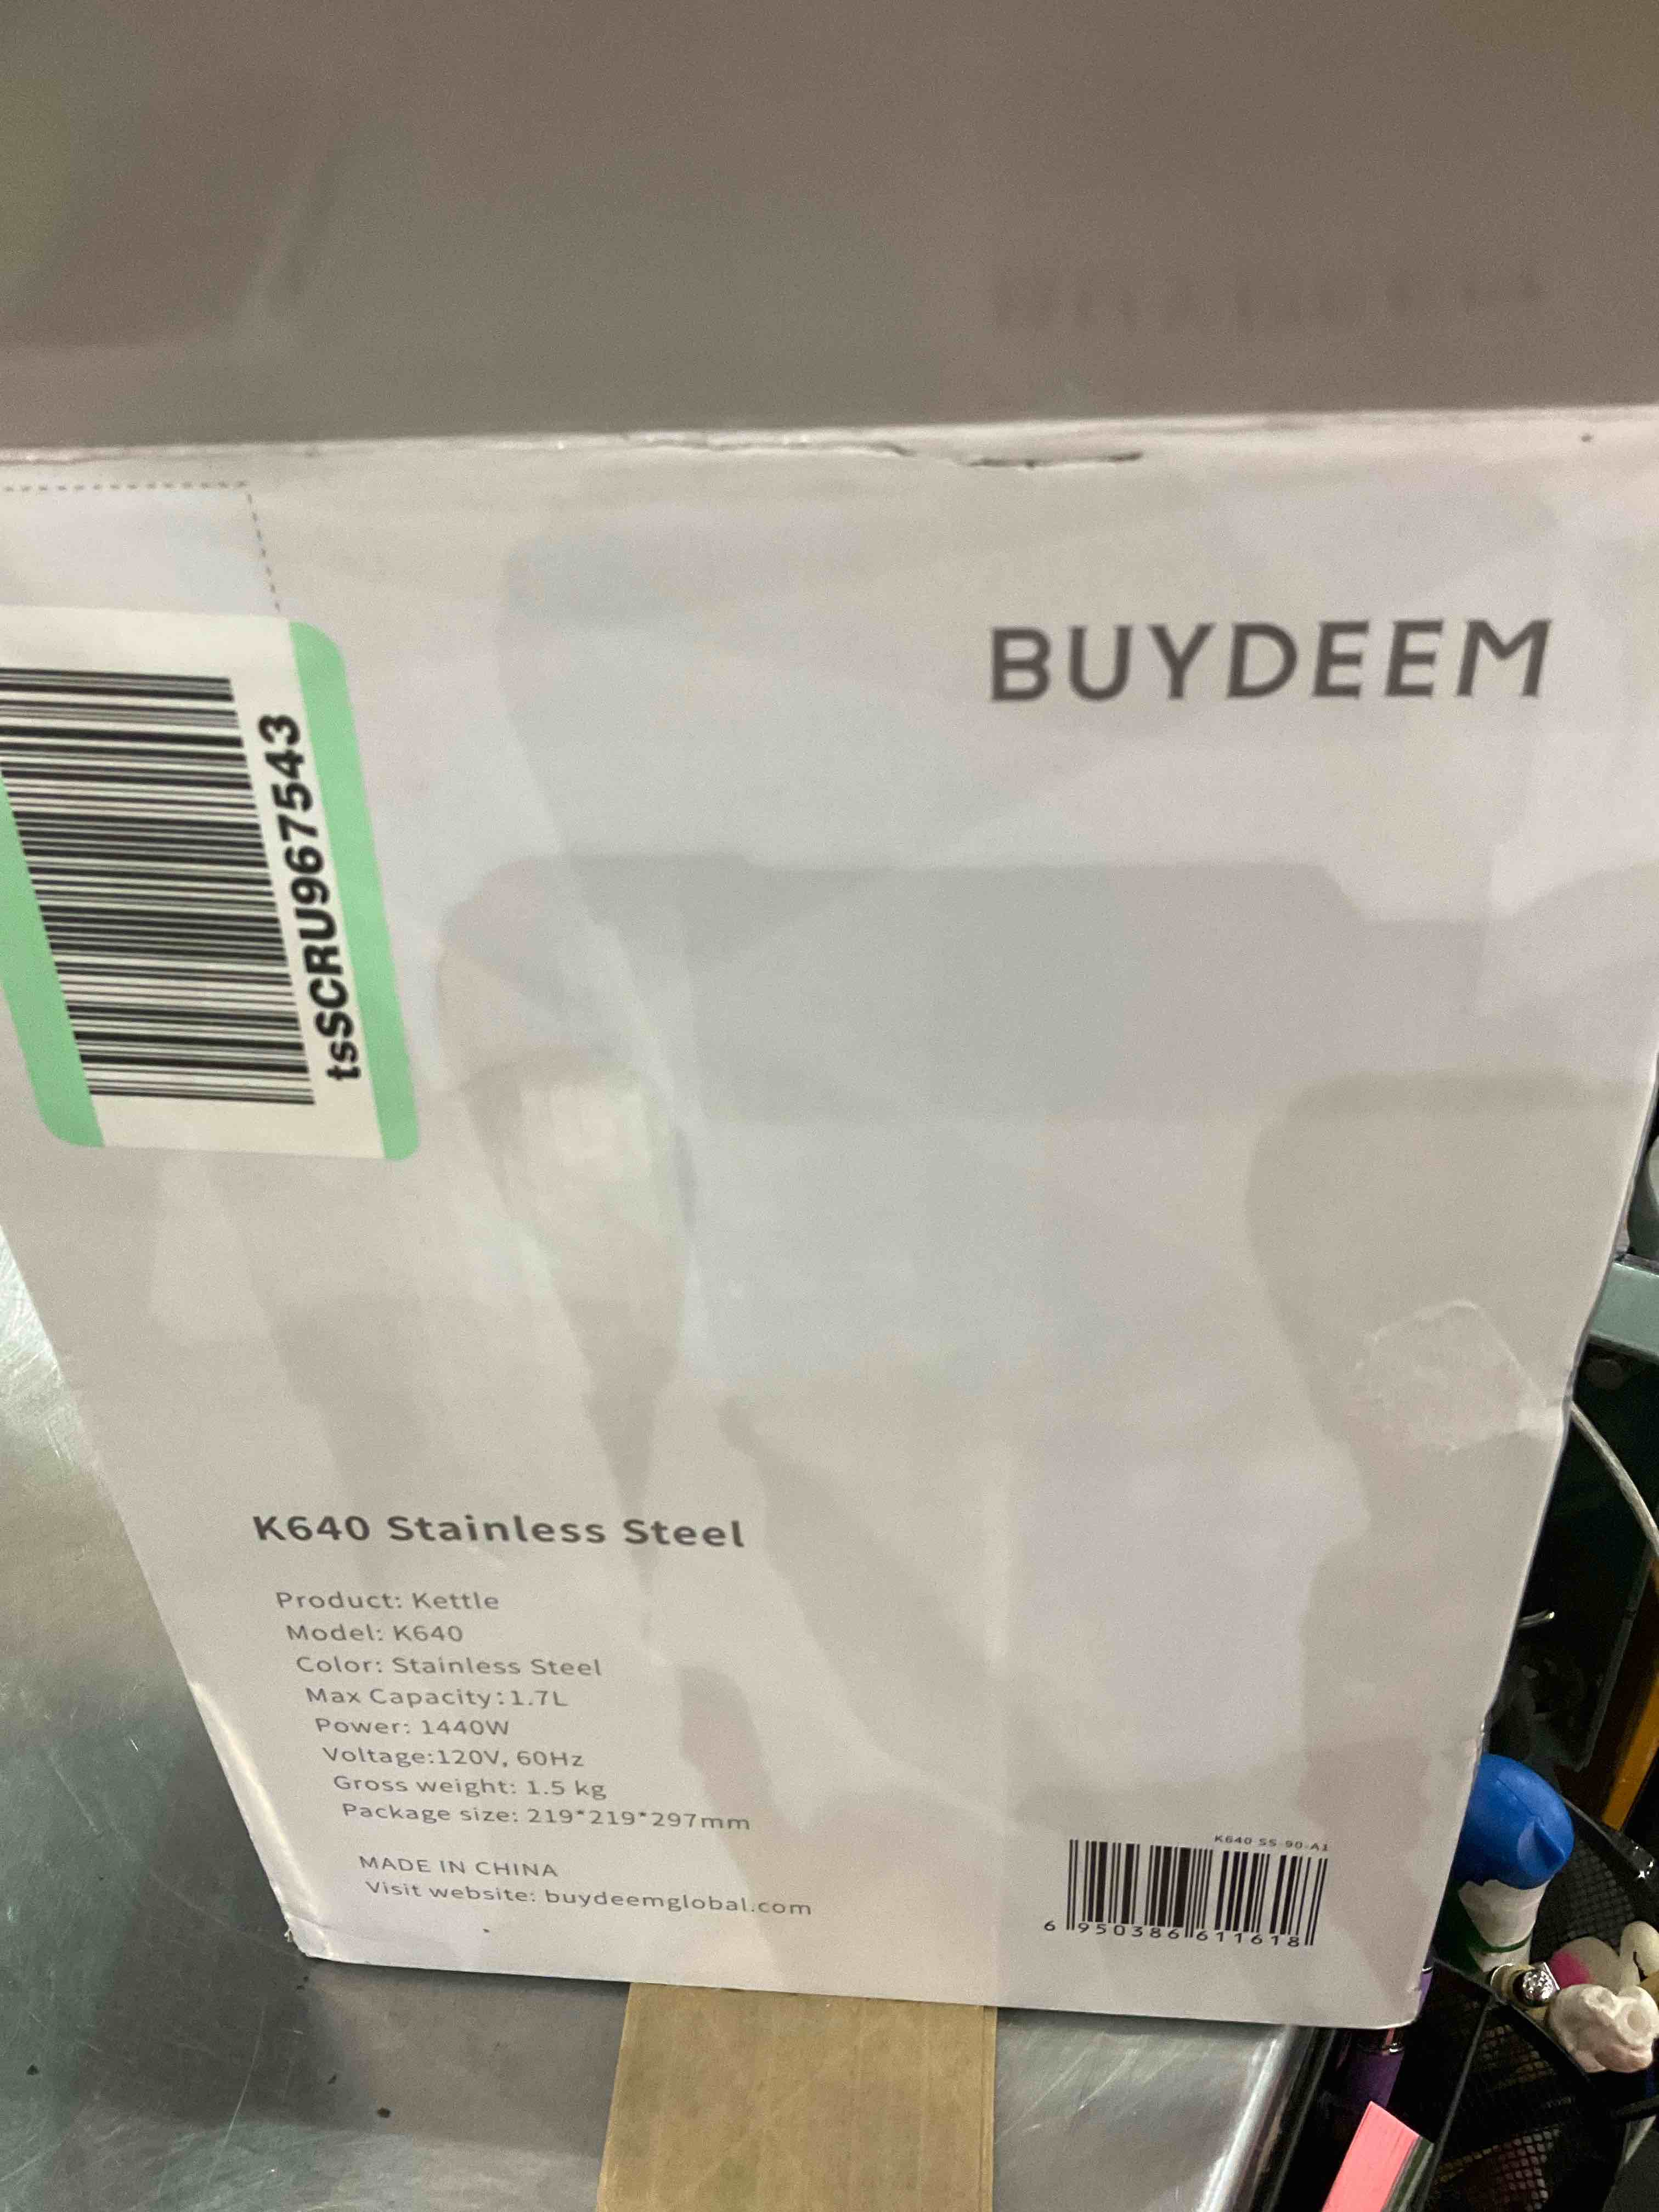 BUYDEEM
tsSCRU967543
K640 Stainless Steel
Product: Kettle
Model: K640
Color: Stainless Steel
Max Capacity:1.7L
Power: 1440W
Voltage:120V, 60Hz
Gross weight: 1.5 kg
Package size: 219*219*297mm
MADE IN CHINA
Visit website: buydeemglobal.com
K640 SS-90-A1
6 950386 611618